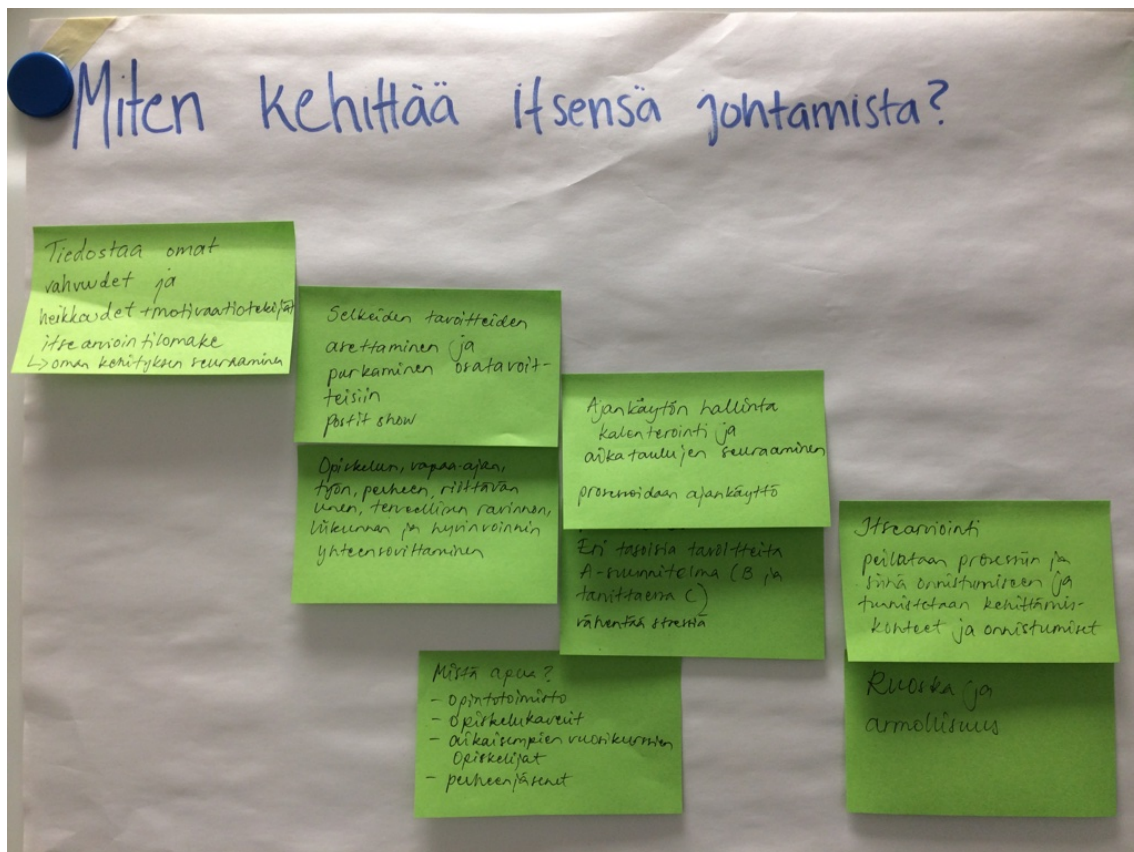 Miten kehittää itsensä johtamista?
Tiedostaa omat
vahvuudet ja
heikkoudet + motivaatiotekijät
itsearviointilomake
↳ oman kehityksen seuraaminen
Selkeiden tavoitteiden
asettaminen ja
purkaminen osatavoit-
teisiin
postit show
Opiskelun, vapaa-ajan,
työn, perheen, riittävän
unen, terveellisen ravinnon,
liikunnan ja hyvinvoinnin
yhteensovittaminen
Ajankäytön hallinta
kalenterointi ja
aikataulujen seuraaminen
prosessoidaan ajankäyttö
Eri tasoisia tavoitteita
A-suunnitelma (B ja
tarvittaessa C)
vähentää stressiä
Mistä apua?
- opintotoimisto
- opiskelukaverit
- aikaisempien vuosikurssien
opiskelijat
- perheenjäsenet
Itsearviointi
peilataan prosessiin ja
siinä onnistumiseen ja
tunnistetaan kehittämis-
kohteet ja onnistumiset
Ruoska ja
armollisuus